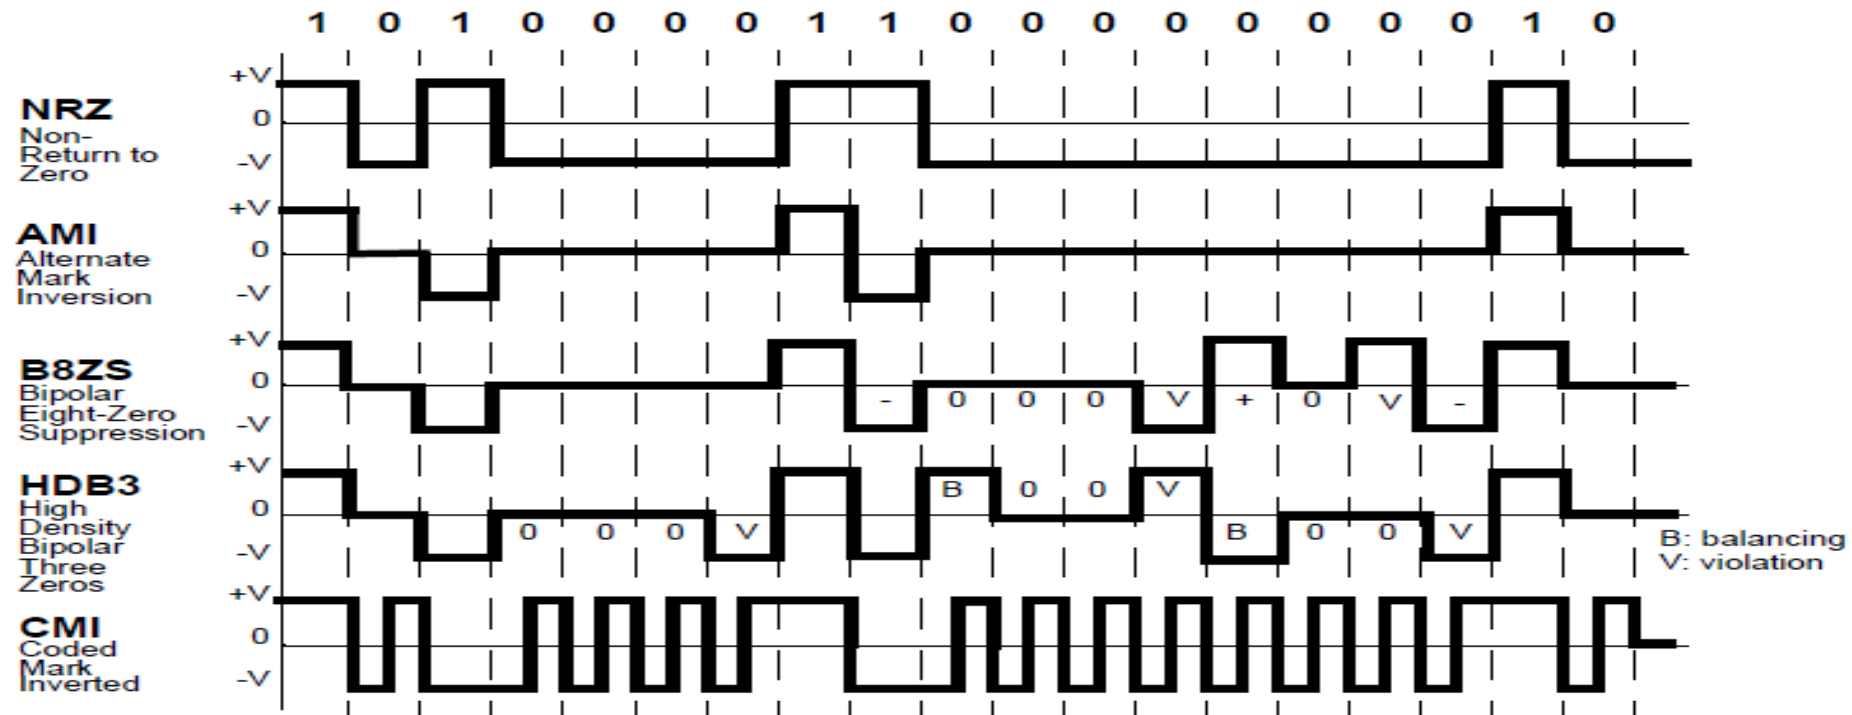 1 0 1 0 0 0 0 1 1 0 0 0 0 0 0 0 0 1 0
+V
NRZ
0
Non-
Return to
-V
Zero
+V
AMI
0
Alternate
Mark
-V
Inversion
+V
B8ZS
0
Bipolar
- 0 0 0 V + 0 V -
Eight-Zero
-V
Suppression
+V
HDB3
B 0 0 V
High
0
Density
0 0 0 V B 0 0 V
Bipolar
-V
Three
Zeros
B: balancing
V: violation
+V
CMI
0
Coded
Mark
-V
Inverted